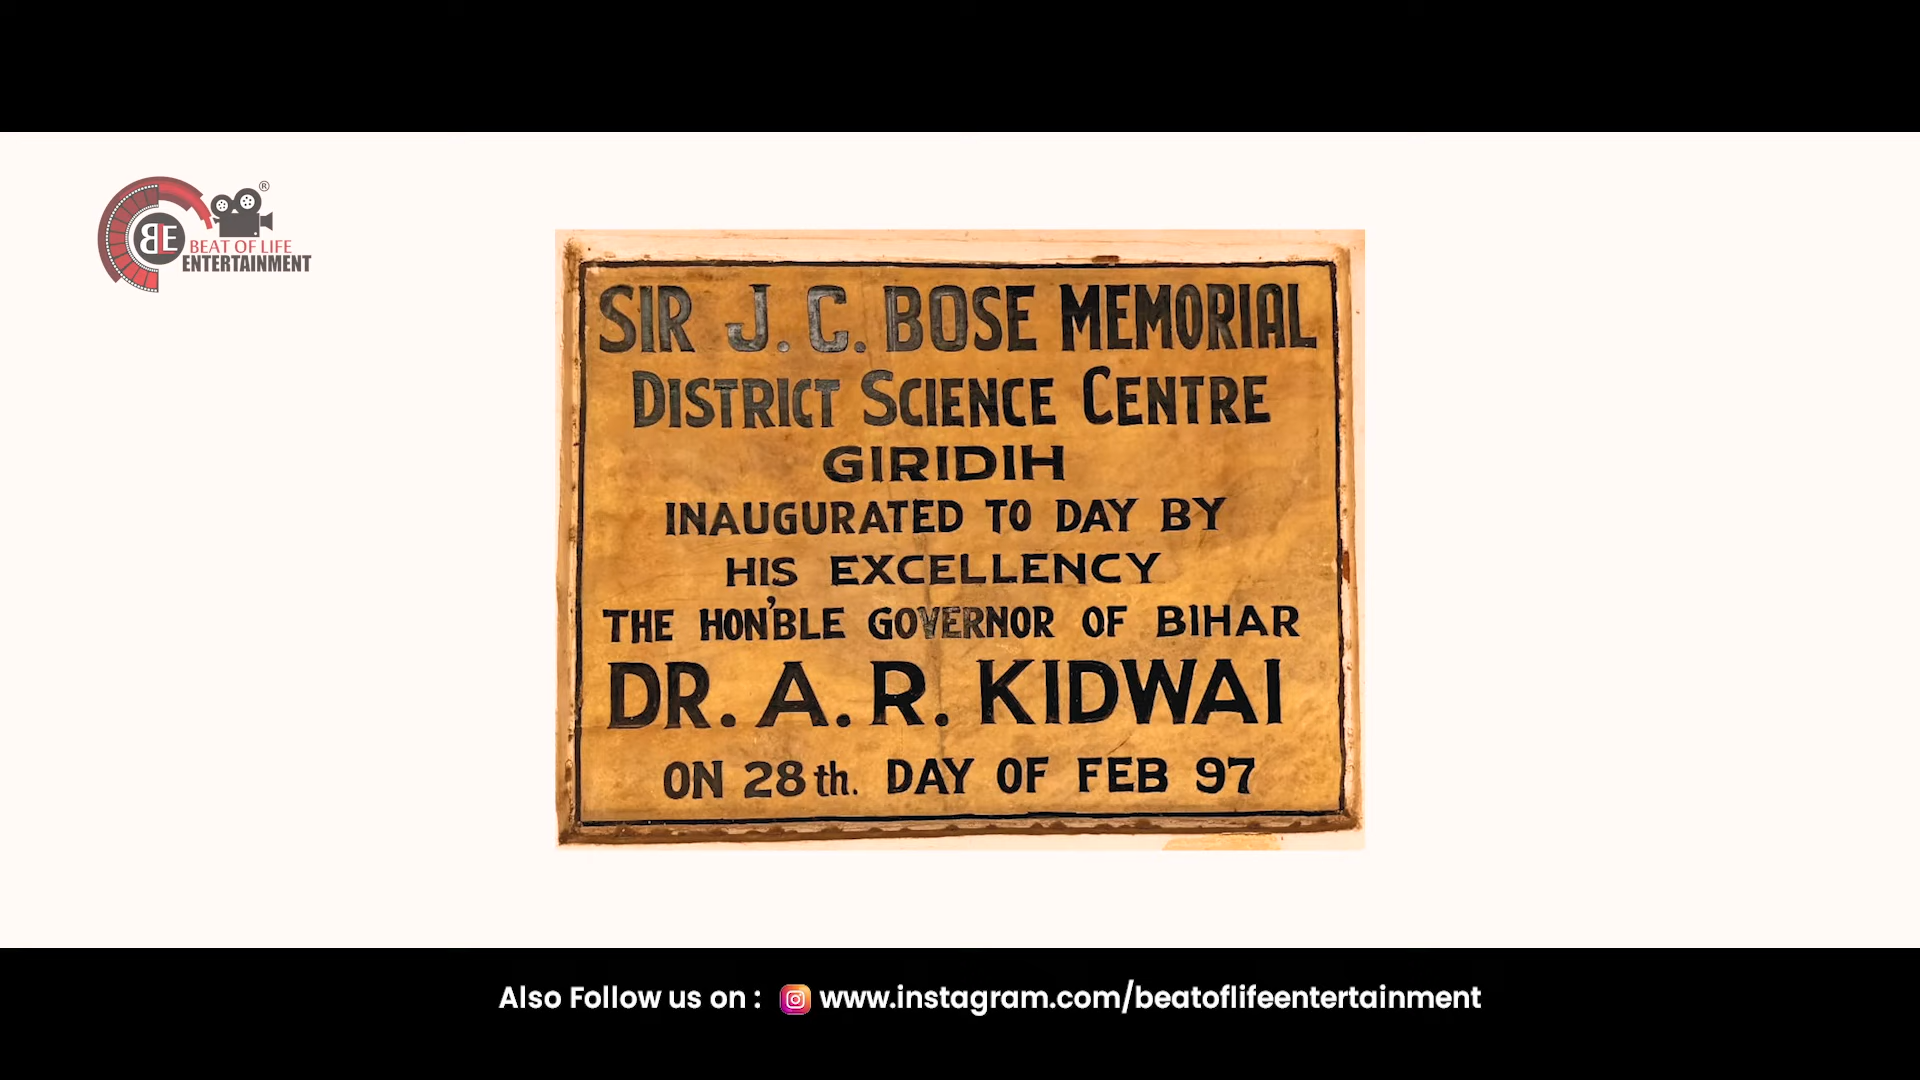 BEAT OF LIFE
ENTERTAINMENT
SIR J. C. BOSE MEMORIAL
DISTRICT SCIENCE CENTRE
GIRIDIH
INAUGURATED TO DAY BY
HIS EXCELLENCY
THE HON'BLE GOVERNOR OF BIHAR
DR. A. R. KIDWAI
ON 28th. DAY OF FEB 97
Also Follow us on : www.instagram.com/beatoflifeentertainment